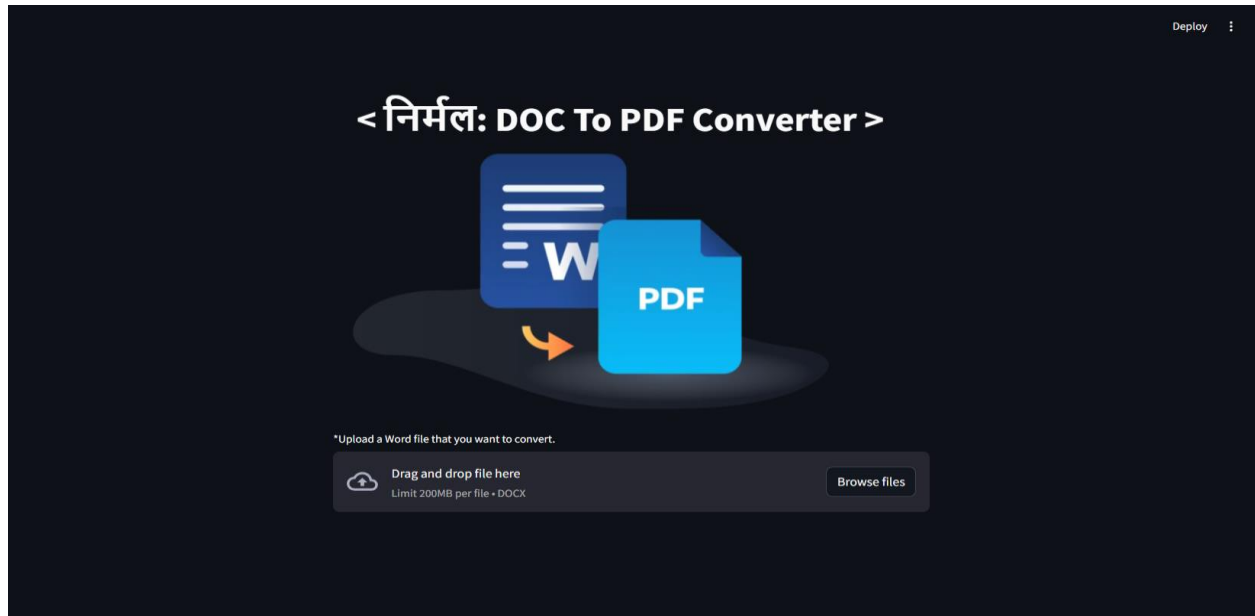 Deploy
< निर्मल: DOC To PDF Converter >
W
PDF
*Upload a Word file that you want to convert.
Drag and drop file here
Limit 200MB per file • DOCX
Browse files